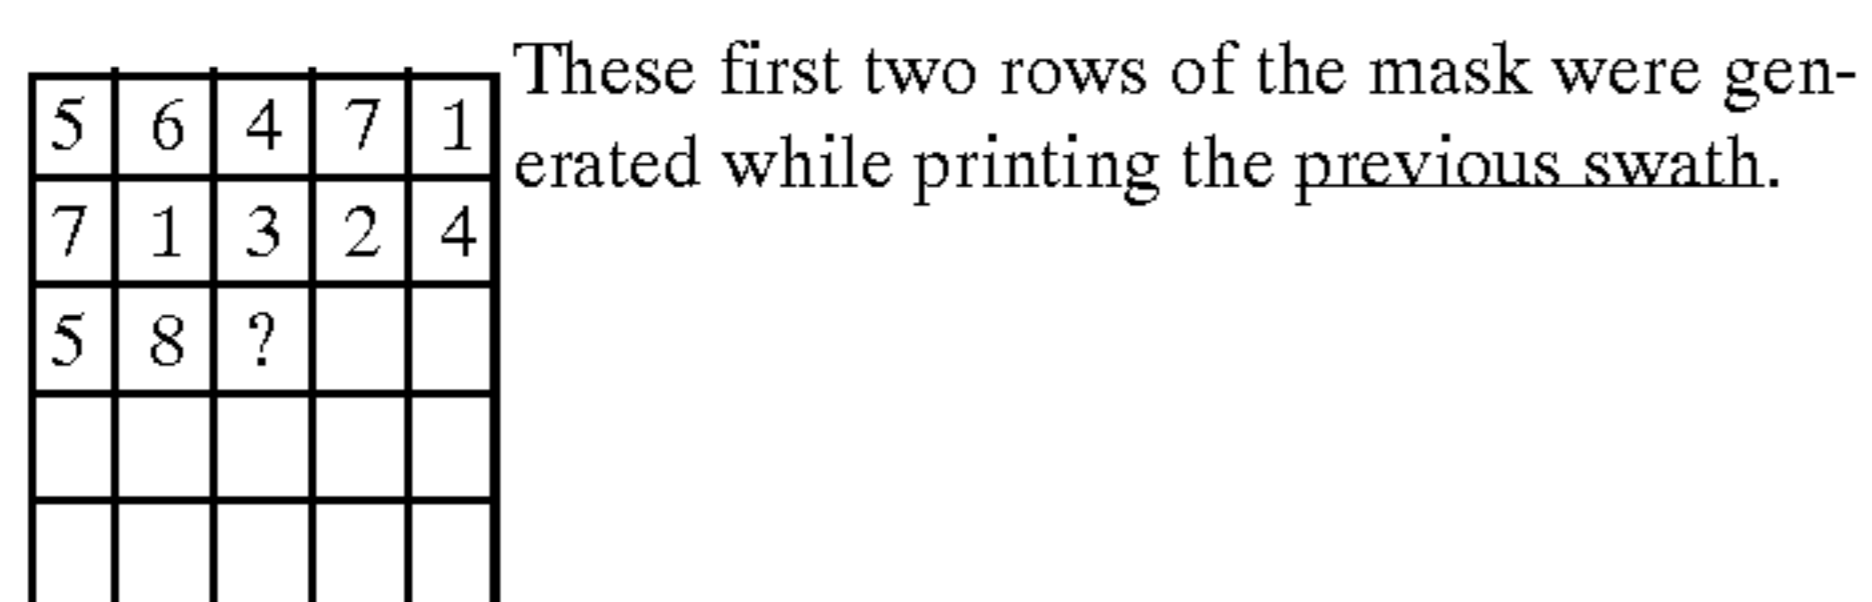 These first two rows of the mask were gen-
erated while printing the previous swath.
5 6 4 7 1
7 1 3 2 4
5 8 ?